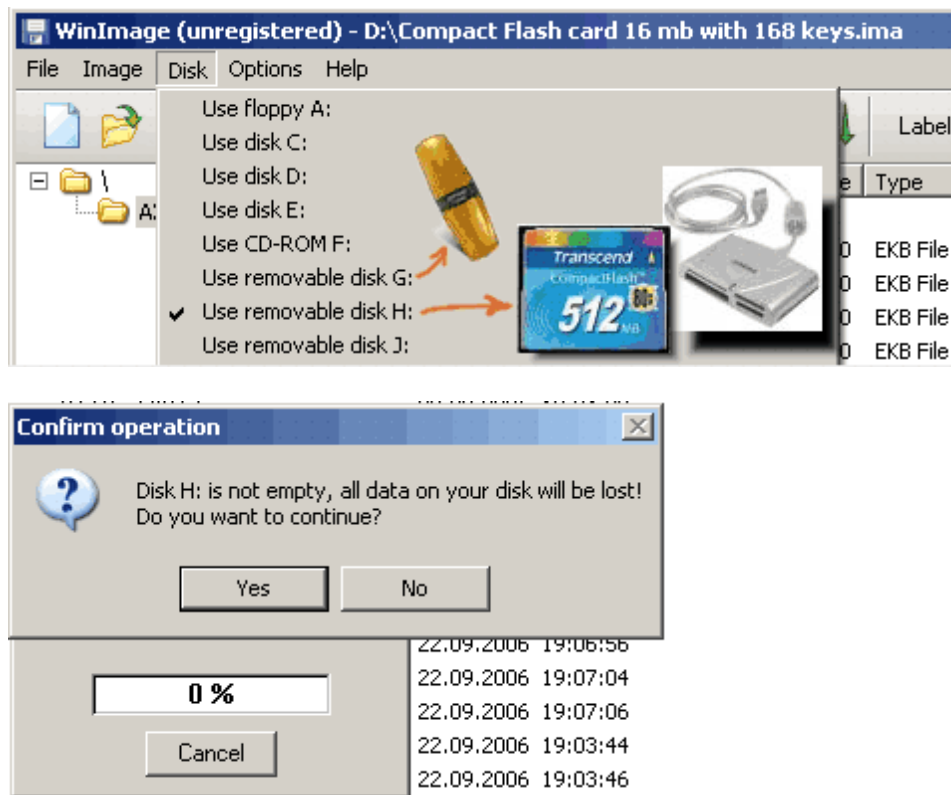 WinImage (unregistered) - D:\Compact Flash card 16 mb with 168 keys.ima
File Image Disk Options Help
Use floppy A:
Use disk C:
Use disk D:
Use disk E:
Use CD-ROM F:
Use removable disk G:
Use removable disk H:
Use removable disk J:
Label
\
A:
e Type
0 EKB File
0 EKB File
0 EKB File
0 EKB File
Transcend
CompactFlash
512 MB
Confirm operation
Disk H: is not empty, all data on your disk will be lost!
Do you want to continue?
Yes No
22.09.2006 19:06:56
22.09.2006 19:07:04
0 %
22.09.2006 19:07:06
Cancel
22.09.2006 19:03:44
22.09.2006 19:03:46